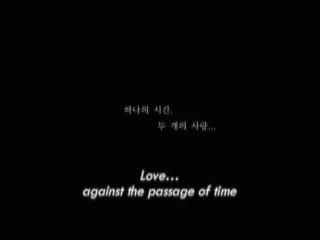 하나의 시간,
두 개의 사랑...
Love...
against the passage of time